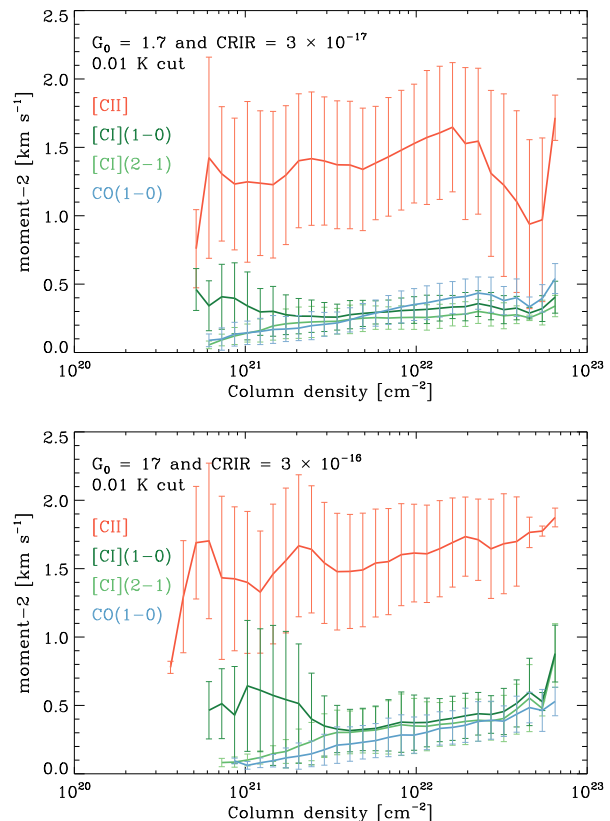 G₀ = 1.7 and CRIR = 3 × 10⁻¹⁷
0.01 K cut
[CII]
[CI](1−0)
[CI](2−1)
CO(1−0)
moment−2 [km s⁻¹]
2.5
2.0
1.5
1.0
0.5
0.0
10²⁰ 10²¹ 10²² 10²³
Column density [cm⁻²]
G₀ = 17 and CRIR = 3 × 10⁻¹⁶
0.01 K cut
[CII]
[CI](1−0)
[CI](2−1)
CO(1−0)
moment−2 [km s⁻¹]
2.5
2.0
1.5
1.0
0.5
0.0
10²⁰ 10²¹ 10²² 10²³
Column density [cm⁻²]